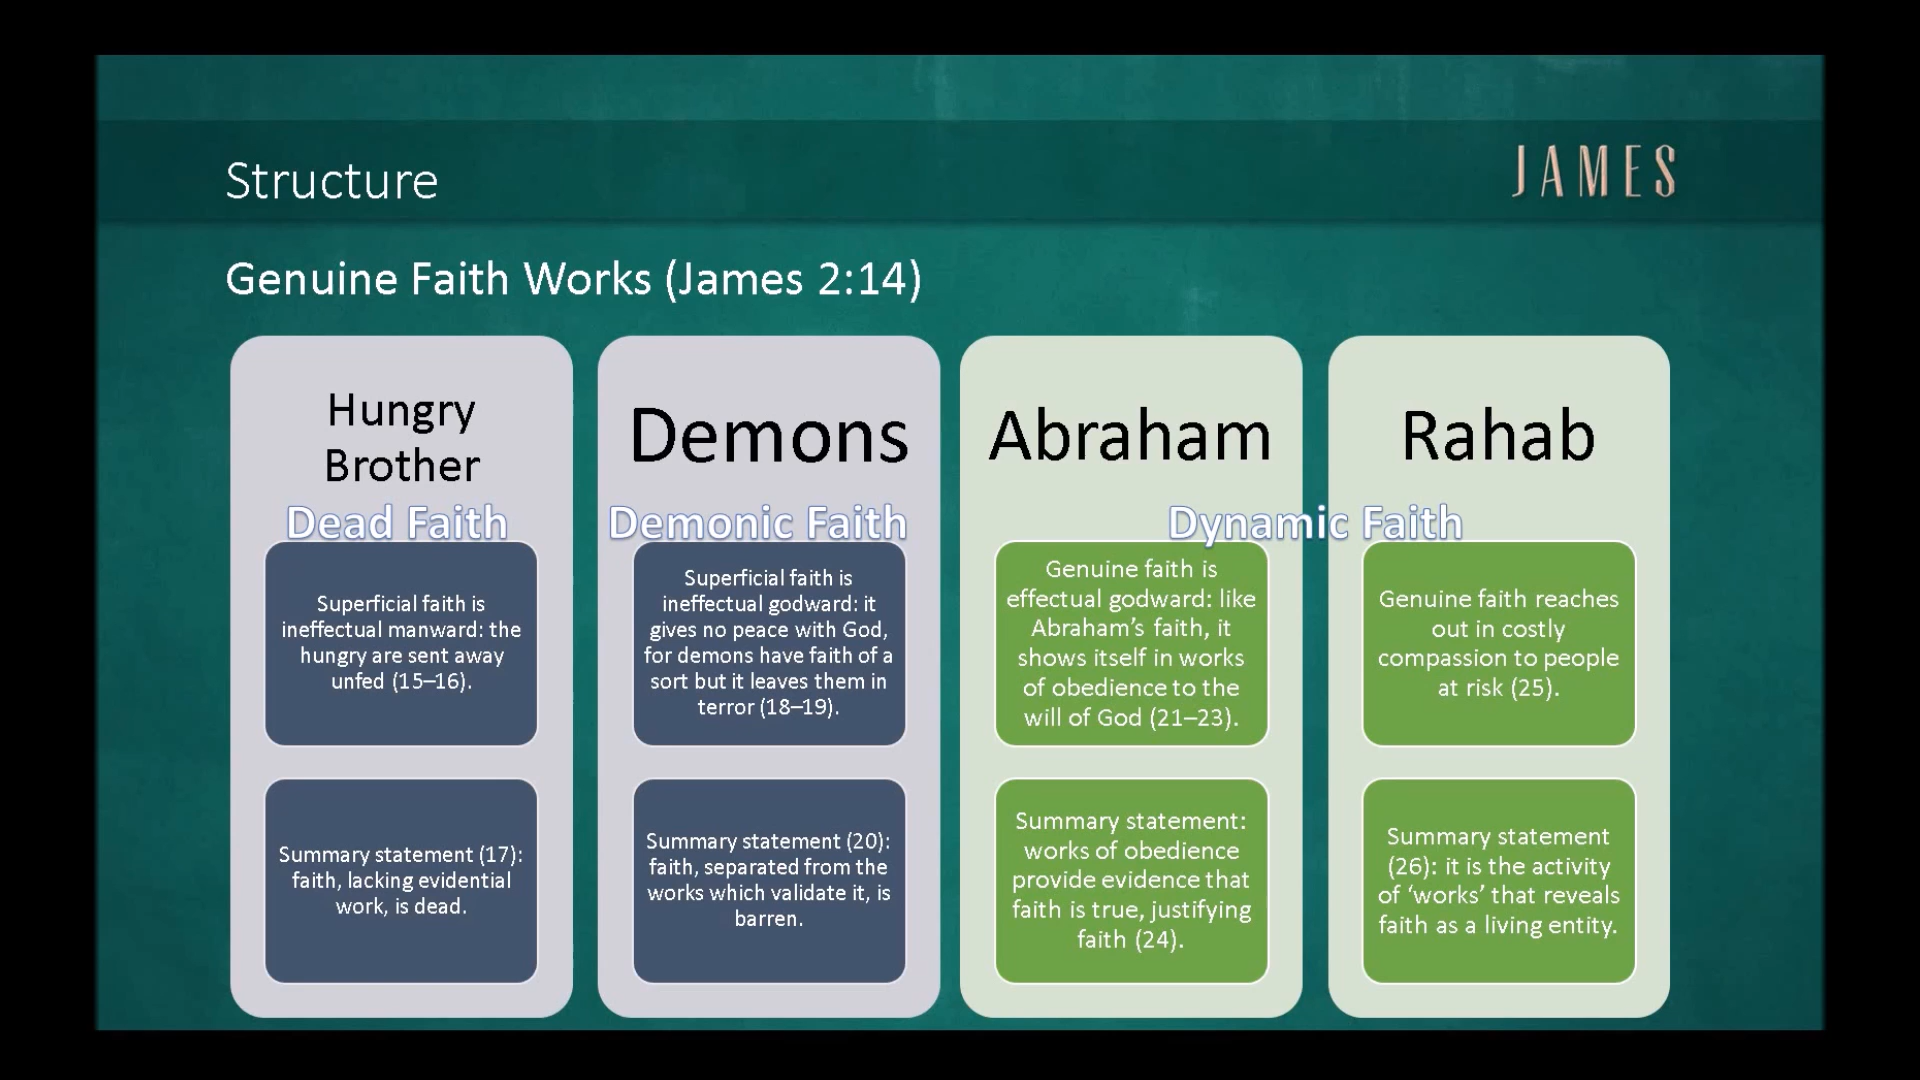 Structure
JAMES
Genuine Faith Works (James 2:14)
Hungry
Brother
Dead Faith
Superficial faith is
ineffectual manward: the
hungry are sent away
unfed (15–16).
Summary statement (17):
faith, lacking evidential
work, is dead.
Demons
Demonic Faith
Superficial faith is
ineffectual godward: it
gives no peace with God,
for demons have faith of a
sort but it leaves them in
terror (18–19).
Summary statement (20):
faith, separated from the
works which validate it, is
barren.
Abraham
Dynamic Faith
Genuine faith is
effectual godward: like
Abraham’s faith, it
shows itself in works
of obedience to the
will of God (21–23).
Summary statement:
works of obedience
provide evidence that
faith is true, justifying
faith (24).
Rahab
Genuine faith reaches
out in costly
compassion to people
at risk (25).
Summary statement
(26): it is the activity
of ‘works’ that reveals
faith as a living entity.